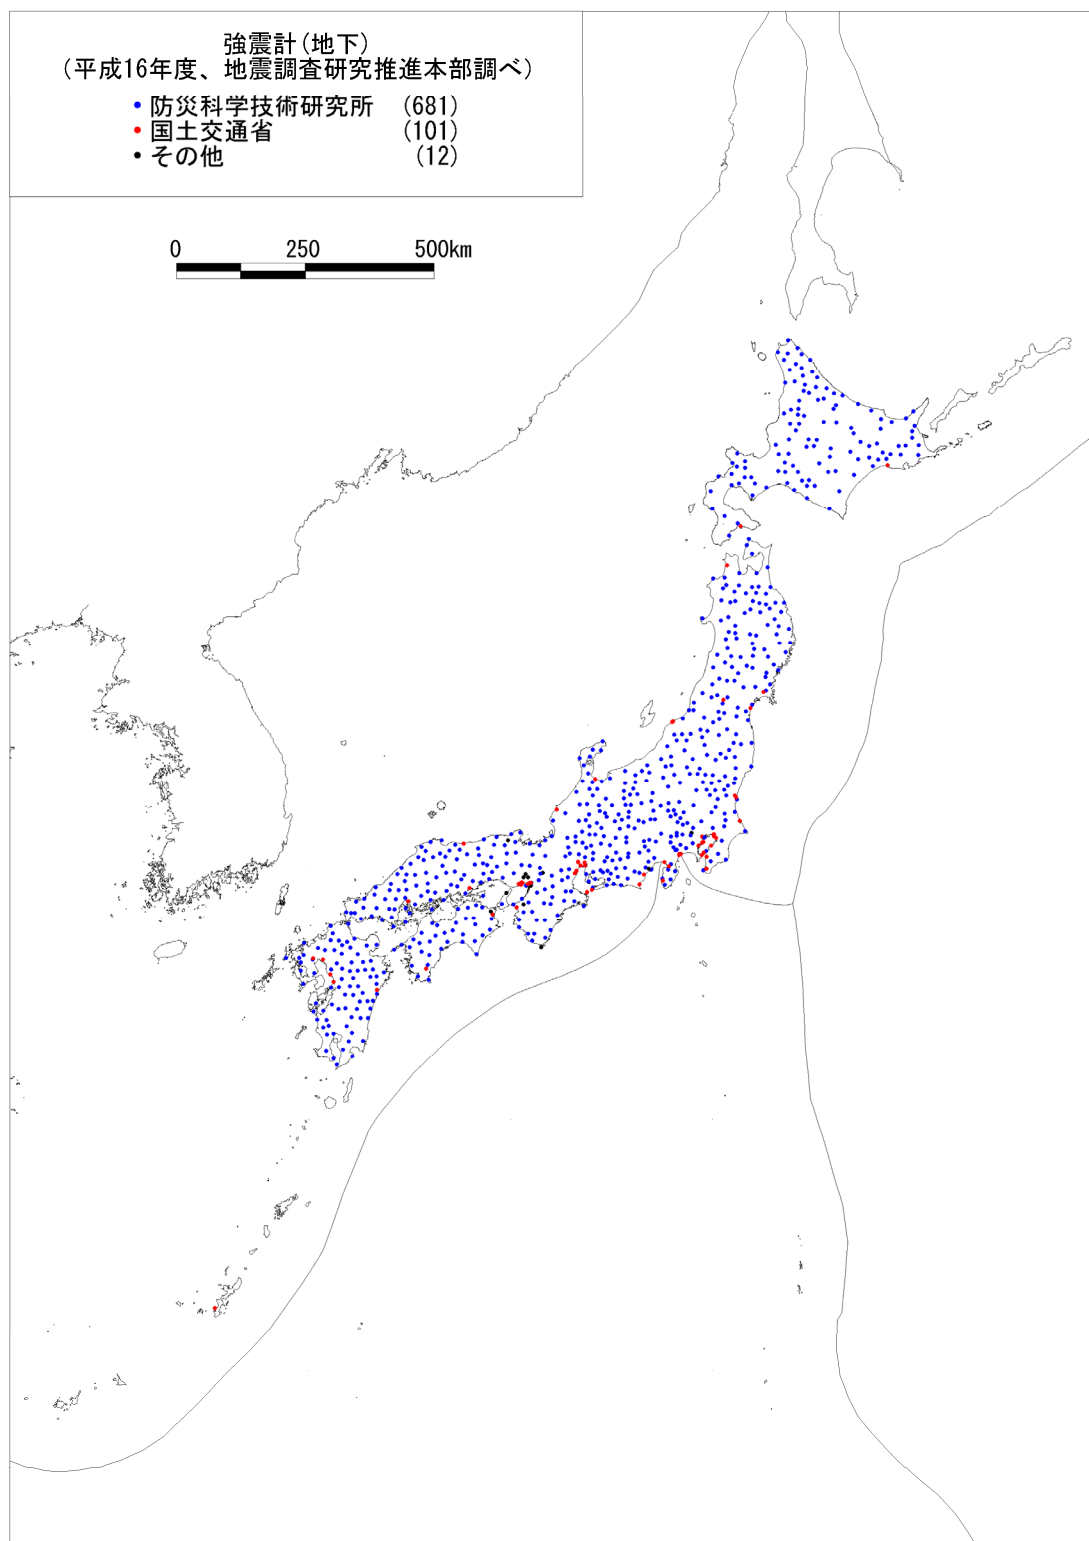 強震計(地下)
(平成16年度、地震調査研究推進本部調べ)
防災科学技術研究所 (681)
国土交通省 (101)
その他 (12)
0 250 500km